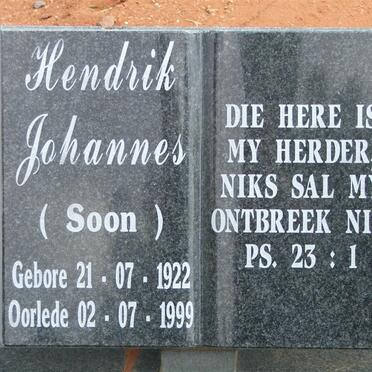 Hendrik
Johannes
( Soon )
Gebore 21 - 07 - 1922
Oorlede 02 - 07 - 1999
DIE HERE IS
MY HERDER.
NIKS SAL MY
ONTBREEK NI
PS. 23 : 1